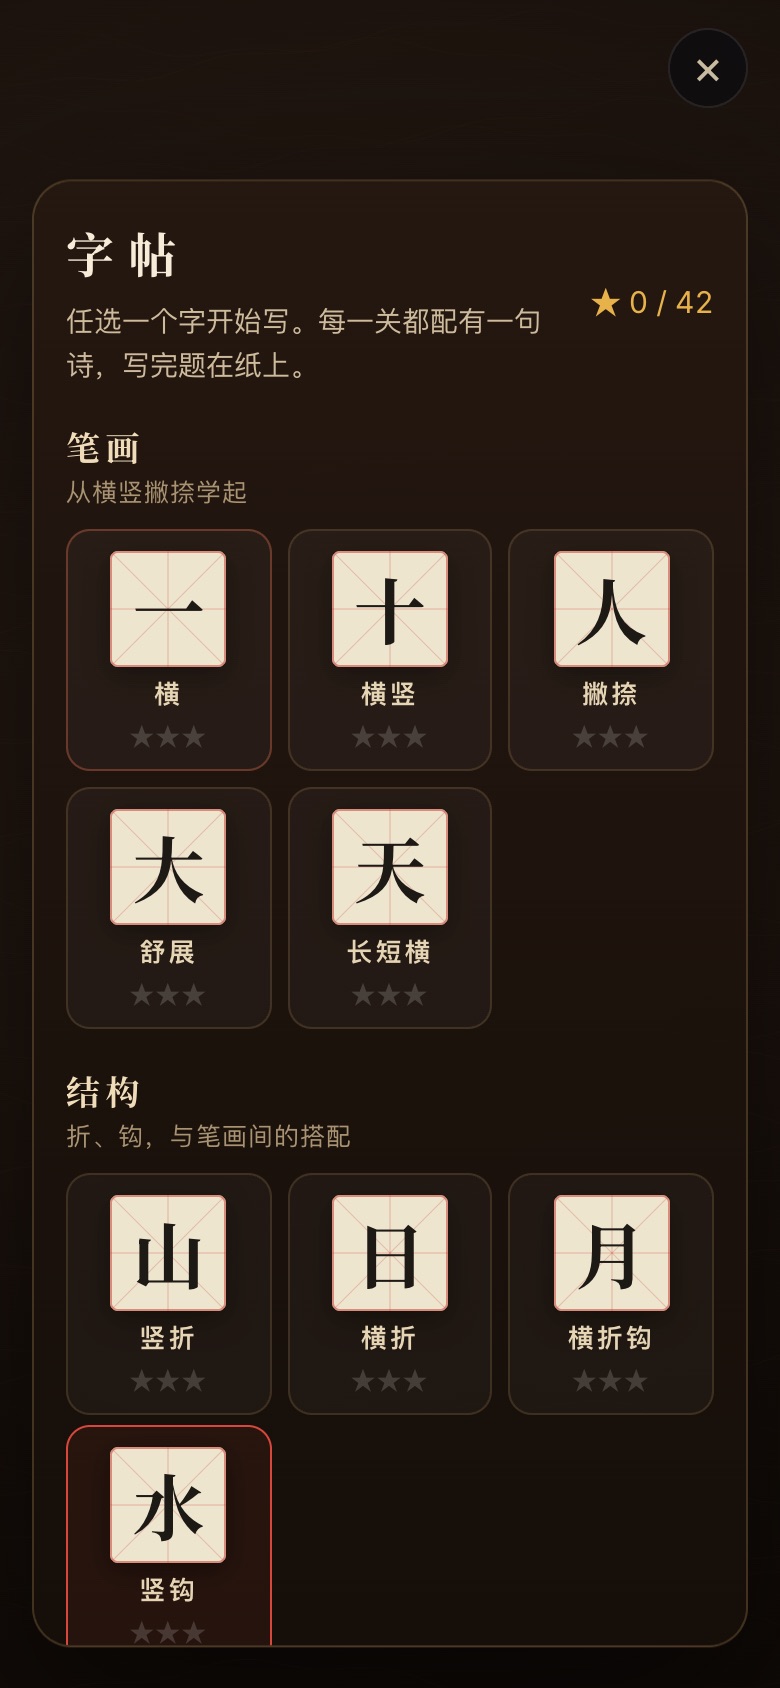 字帖
任选一个字开始写。每一关都配有一句
诗，写完题在纸上。
★ 0 / 42
笔画
从横竖撇捺学起
一
横
★★★
十
横竖
★★★
人
撇捺
★★★
大
舒展
★★★
天
长短横
★★★
结构
折、钩，与笔画间的搭配
山
竖折
★★★
日
横折
★★★
月
横折钩
★★★
水
竖钩
★★★